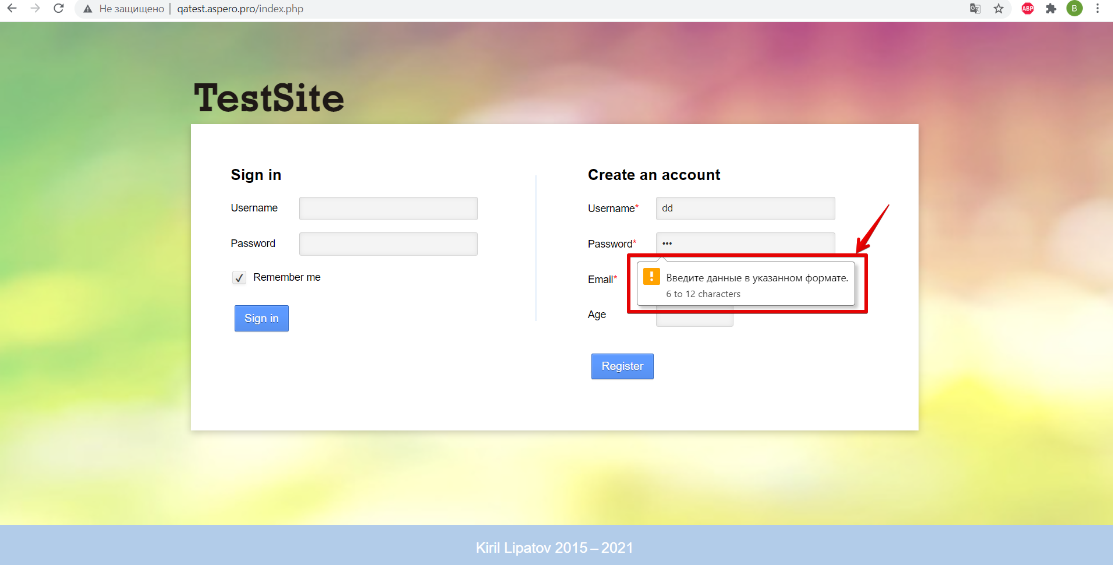 Не защищено | qatest.aspero.pro/index.php
ABP
B
TestSite
Sign in
Username
Password
Remember me
Sign in
Create an account
Username* dd
Password* •••
Введите данные в указанном формате.
6 to 12 characters
Email*
Age
Register
Kiril Lipatov 2015 – 2021